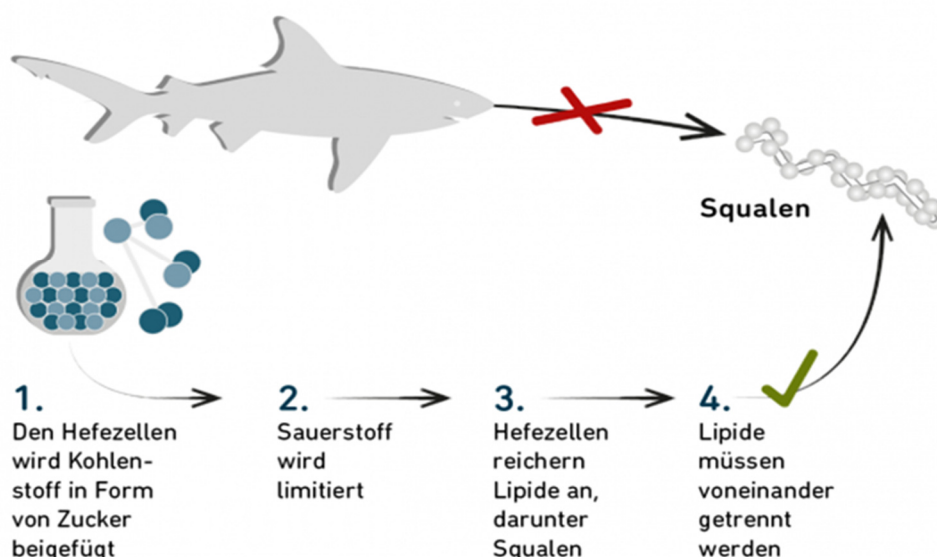 Squalen
1.
Den Hefezellen
wird Kohlen-
stoff in Form
von Zucker
beigefügt
2.
Sauerstoff
wird
limitiert
3.
Hefezellen
reichern
Lipide an,
darunter
Squalen
4.
Lipide
müssen
voneinander
getrennt
werden